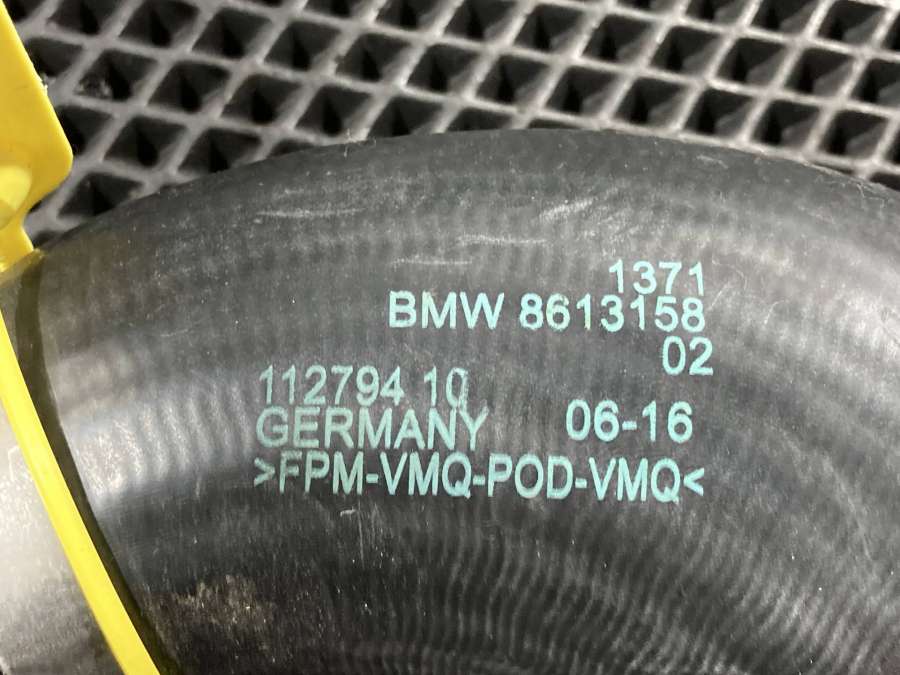 1371
BMW 8613158
02
112794 10
GERMANY 06-16
>FPM-VMQ-POD-VMQ<